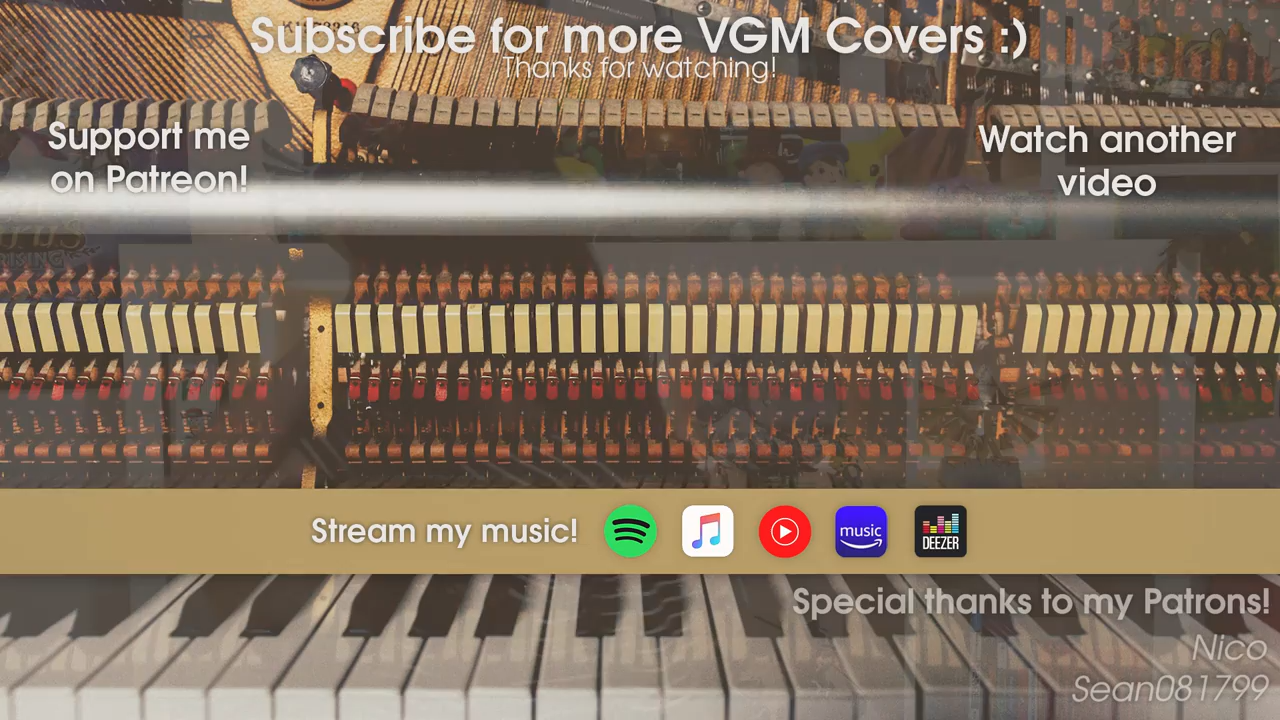 Subscribe for more VGM Covers :)
Thanks for watching!
Support me
on Patreon!
Watch another
video
Stream my music!
music
DEEZER
Special thanks to my Patrons!
Nico
Sean081799